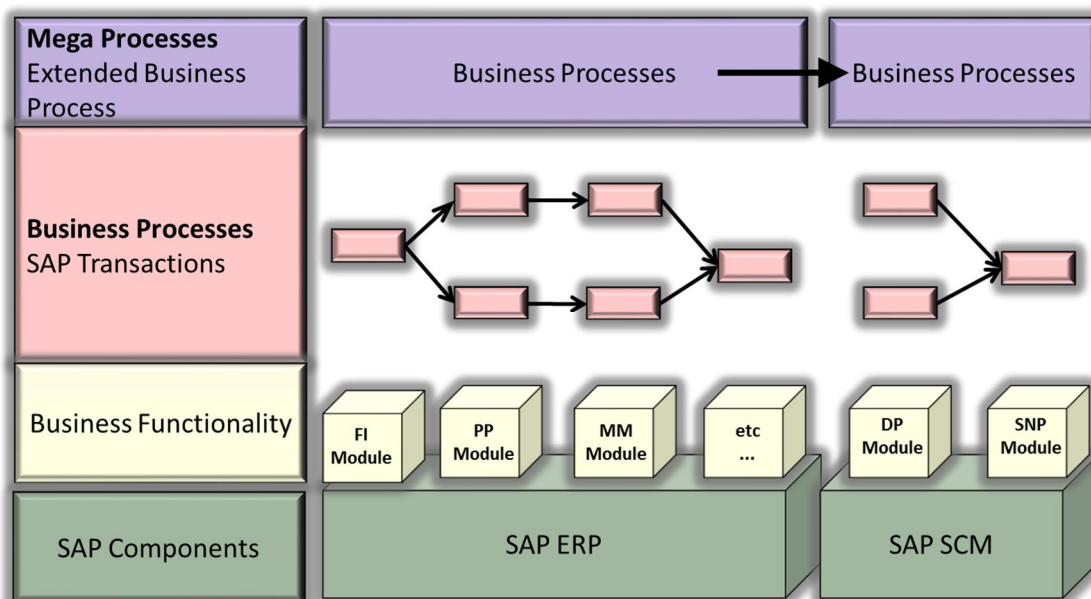 Mega Processes
Extended Business
Process
Business Processes
Business Processes
Business Processes
SAP Transactions
Business Functionality
FI
Module
PP
Module
MM
Module
etc
...
DP
Module
SNP
Module
SAP Components
SAP ERP
SAP SCM